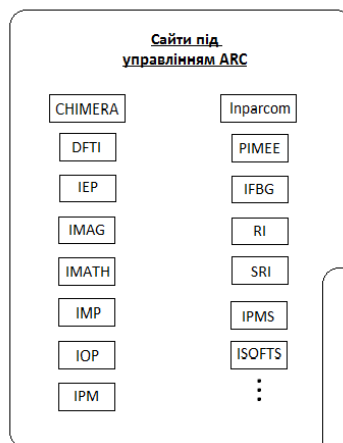 Сайти під
управлінням ARC
CHIMERA
DFTI
IEP
IMAG
IMATH
IMP
IOP
IPM
Inparcom
PIMEE
IFBG
RI
SRI
IPMS
ISOFTS